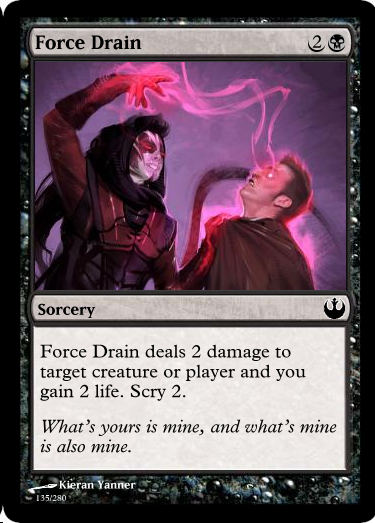 Force Drain 2
Sorcery
Force Drain deals 2 damage to
target creature or player and you
gain 2 life. Scry 2.
What's yours is mine, and what's mine
is also mine.
Kieran Yanner
135/280